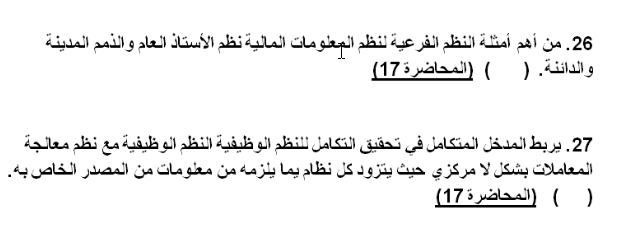 26. من أهم أمثلة النظم الفرعية لنظم المعلومات المالية نظم الأستاذ العام والذمم المدينة
والدائنة. (    ) (المحاضرة 17)
27. يربط المدخل المتكامل في تحقيق التكامل للنظم الوظيفية النظم الوظيفية مع نظم معالجة
المعاملات بشكل لا مركزي حيث يتزود كل نظام يما يلزمه من معلومات من المصدر الخاص به.
(    ) (المحاضرة 17)